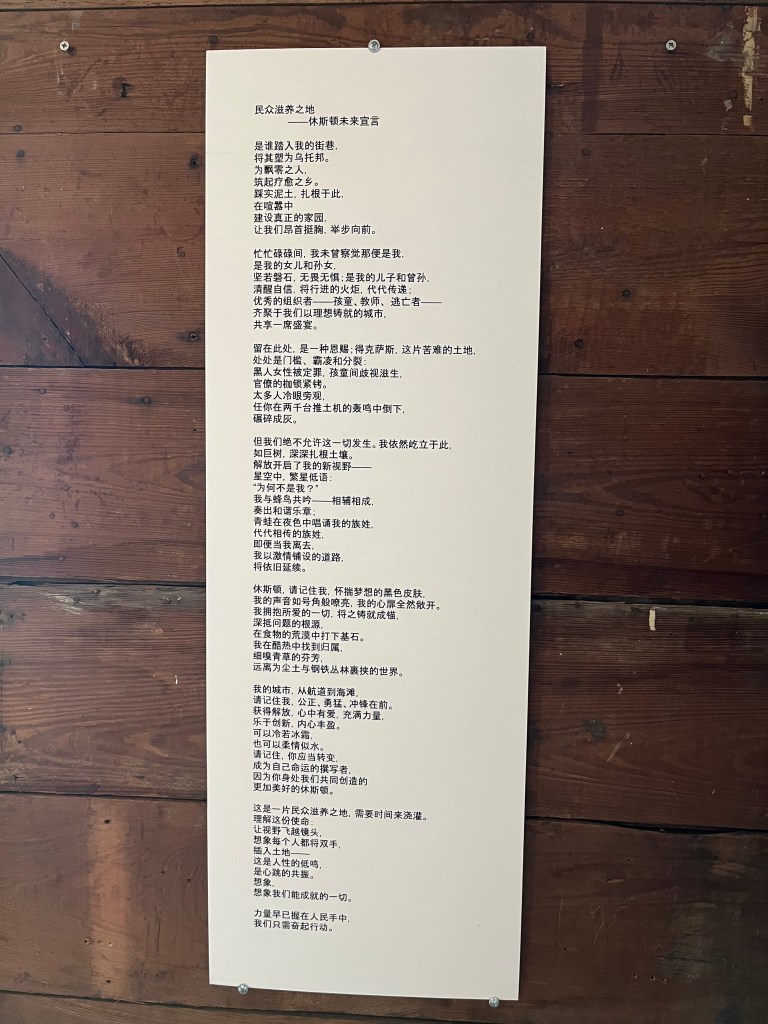 民众滋养之地
——休斯顿未来宣言
是谁踏入我的街巷，
将其塑为乌托邦。
为飘零之人，
筑起疗愈之乡。
踩实泥土，扎根于此，
在喧嚣中
建设真正的家园，
让我们昂首挺胸，举步向前。
忙忙碌碌间，我未曾察觉那便是我，
是我的女儿和孙女，
坚若磐石，无畏无惧；是我的儿子和曾孙，
清醒自信，将行进的火炬，代代传递；
优秀的组织者——孩童、教师、逃亡者——
齐聚于我们以理想铸就的城市，
共享一席盛宴。
留在此处，是一种恩赐；得克萨斯，这片苦难的土地，
处处是门槛、霸凌和分裂：
黑人女性被定罪，孩童间歧视滋生，
官僚的枷锁紧铐。
太多人冷眼旁观，
任你在两千台推土机的轰鸣中倒下，
碾碎成灰。
但我们绝不允许这一切发生。我依然屹立于此，
如巨树，深深扎根土壤。
解放开启了我的新视野——
星空中，繁星低语：
“为何不是我？”
我与蜂鸟共吟——相辅相成，
奏出和谐乐章；
青蛙在夜色中唱诵我的族姓，
代代相传的族姓，
即便当我离去，
我以激情铺设的道路，
将依旧延续。
休斯顿，请记住我，怀揣梦想的黑色皮肤，
我的声音如号角般嘹亮，我的心扉全然敞开。
我拥抱所爱的一切，将之铸成锚，
深抵问题的根源，
在食物的荒漠中打下基石。
我在酷热中找到归属，
细嗅青草的芬芳，
远离为尘土与钢铁丛林裹挟的世界。
我的城市，从航道到海滩，
请记住我，公正、勇猛、冲锋在前。
获得解放，心中有爱，充满力量，
乐于创新，内心丰盈。
可以冷若冰霜，
也可以柔情似水。
请记住，你应当转变，
成为自己命运的撰写者，
因为你身处我们共同创造的
更加美好的休斯顿。
这是一片民众滋养之地，需要时间来浇灌。
理解这份使命：
让视野飞越镜头，
想象每个人都将双手，
插入土地——
这是人性的低鸣，
是心跳的共振。
想象，
想象我们能成就的一切。
力量早已握在人民手中，
我们只需奋起行动。